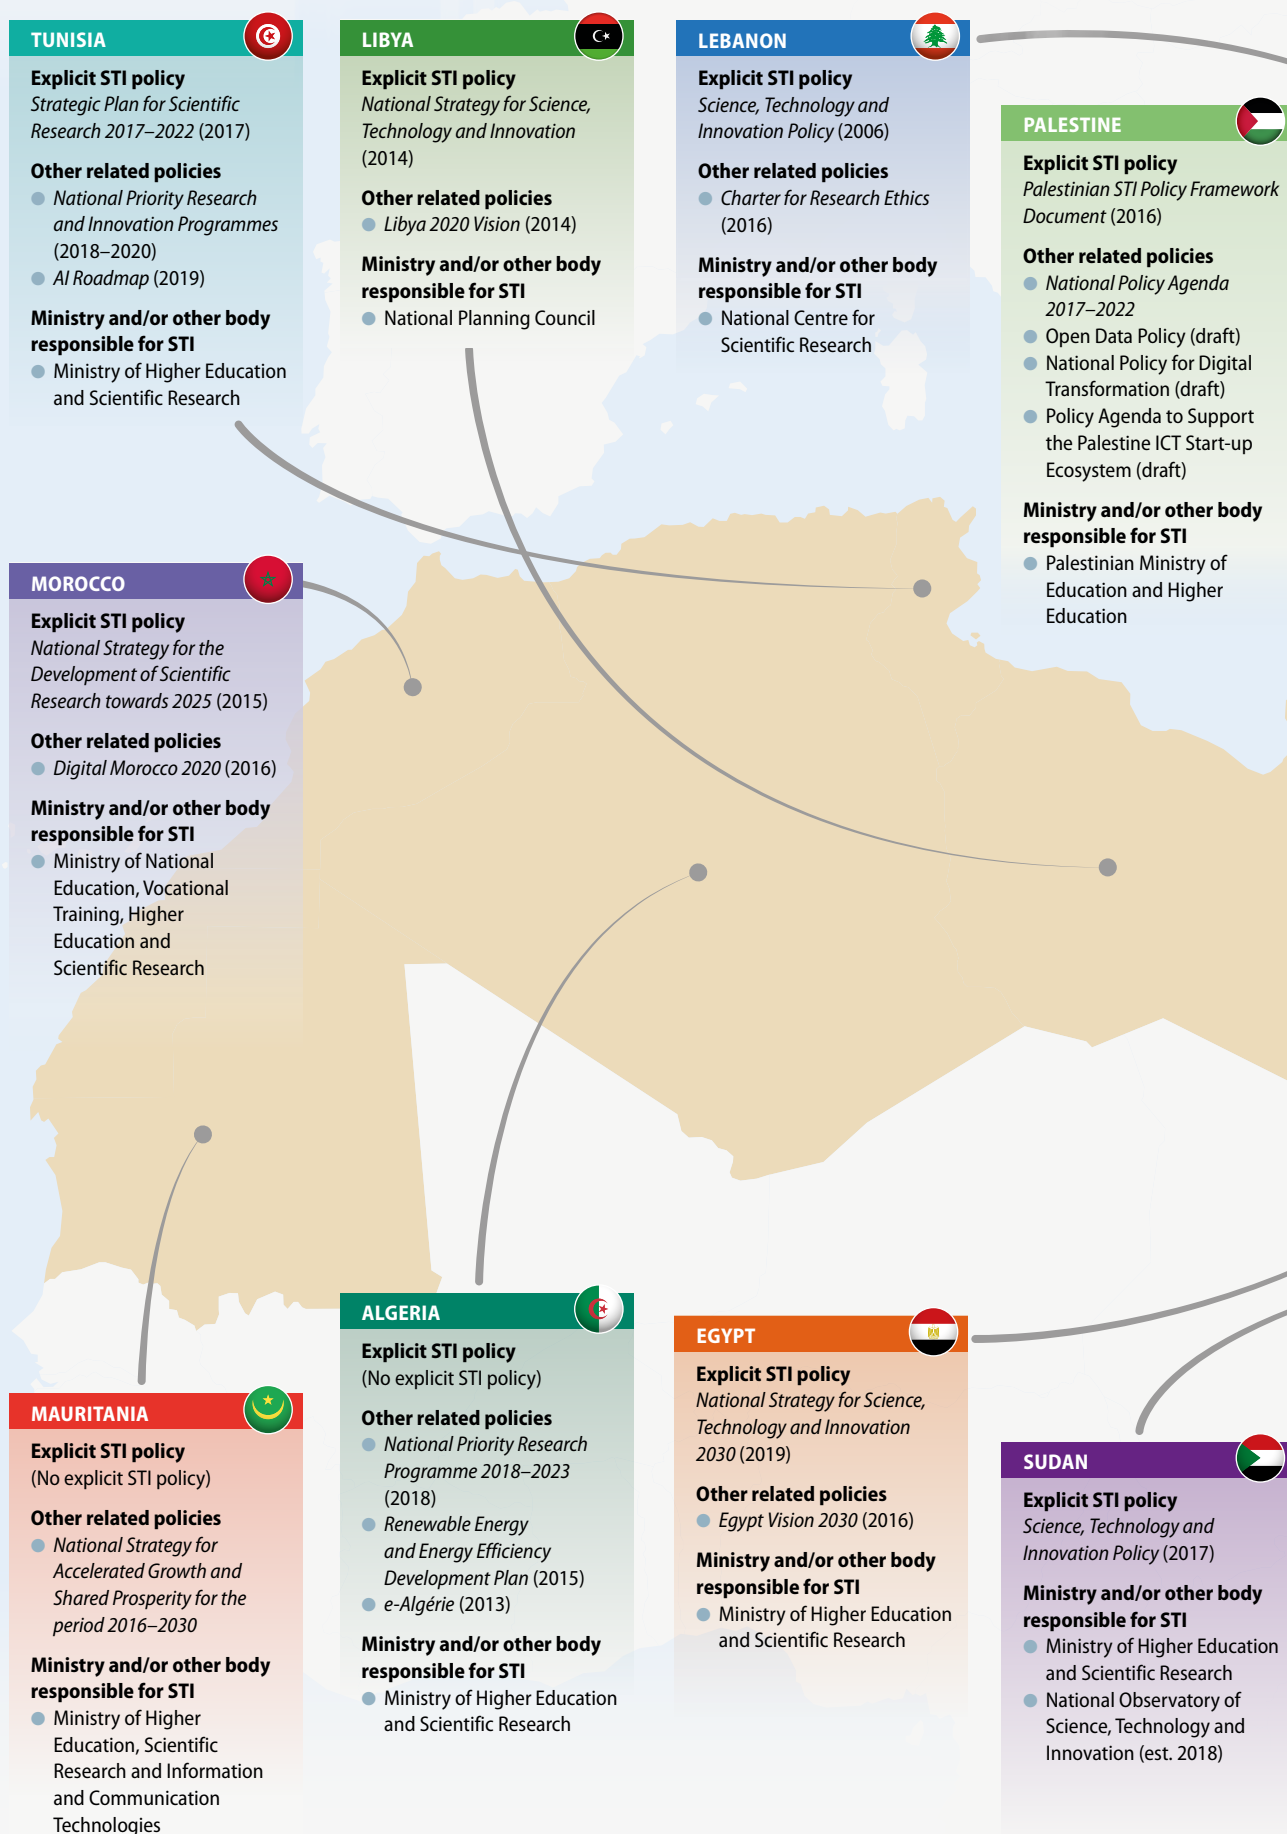 TUNISIA
Explicit STI policy
Strategic Plan for Scientific
Research 2017–2022 (2017)
Other related policies
National Priority Research
and Innovation Programmes
(2018–2020)
AI Roadmap (2019)
Ministry and/or other body
responsible for STI
Ministry of Higher Education
and Scientific Research
LIBYA
Explicit STI policy
National Strategy for Science,
Technology and Innovation
(2014)
Other related policies
Libya 2020 Vision (2014)
Ministry and/or other body
responsible for STI
National Planning Council
LEBANON
Explicit STI policy
Science, Technology and
Innovation Policy (2006)
Other related policies
Charter for Research Ethics
(2016)
Ministry and/or other body
responsible for STI
National Centre for
Scientific Research
PALESTINE
Explicit STI policy
Palestinian STI Policy Framework
Document (2016)
Other related policies
National Policy Agenda
2017–2022
Open Data Policy (draft)
National Policy for Digital
Transformation (draft)
Policy Agenda to Support
the Palestine ICT Start-up
Ecosystem (draft)
Ministry and/or other body
responsible for STI
Palestinian Ministry of
Education and Higher
Education
MOROCCO
Explicit STI policy
National Strategy for the
Development of Scientific
Research towards 2025 (2015)
Other related policies
Digital Morocco 2020 (2016)
Ministry and/or other body
responsible for STI
Ministry of National
Education, Vocational
Training, Higher
Education and
Scientific Research
MAURITANIA
Explicit STI policy
(No explicit STI policy)
Other related policies
National Strategy for
Accelerated Growth and
Shared Prosperity for the
period 2016–2030
Ministry and/or other body
responsible for STI
Ministry of Higher
Education, Scientific
Research and Information
and Communication
Technologies
ALGERIA
Explicit STI policy
(No explicit STI policy)
Other related policies
National Priority Research
Programme 2018–2023
(2018)
Renewable Energy
and Energy Efficiency
Development Plan (2015)
e-Algérie (2013)
Ministry and/or other body
responsible for STI
Ministry of Higher Education
and Scientific Research
EGYPT
Explicit STI policy
National Strategy for Science,
Technology and Innovation
2030 (2019)
Other related policies
Egypt Vision 2030 (2016)
Ministry and/or other body
responsible for STI
Ministry of Higher Education
and Scientific Research
SUDAN
Explicit STI policy
Science, Technology and
Innovation Policy (2017)
Ministry and/or other body
responsible for STI
Ministry of Higher Education
and Scientific Research
National Observatory of
Science, Technology and
Innovation (est. 2018)